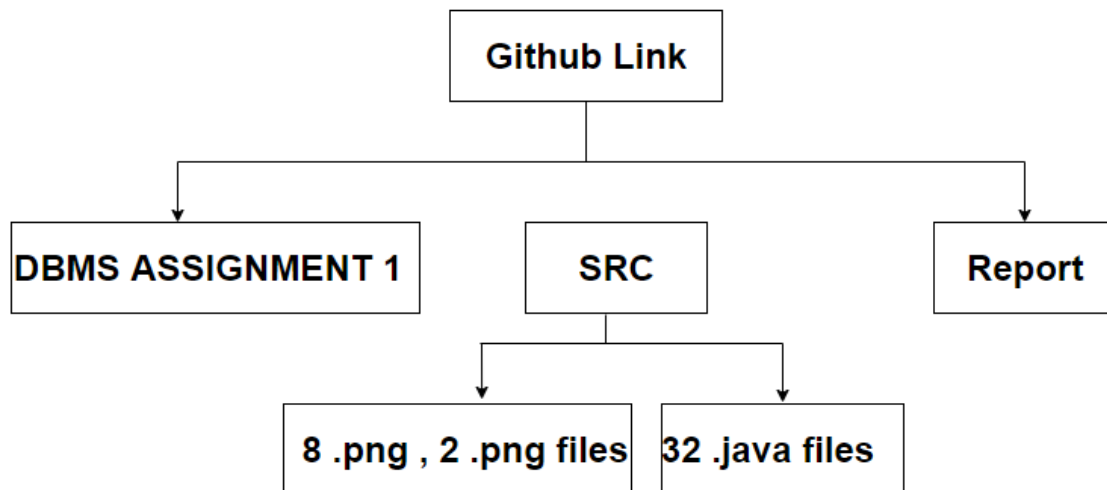 Github Link
DBMS ASSIGNMENT 1
SRC
Report
8 .png , 2 .png files
32 .java files